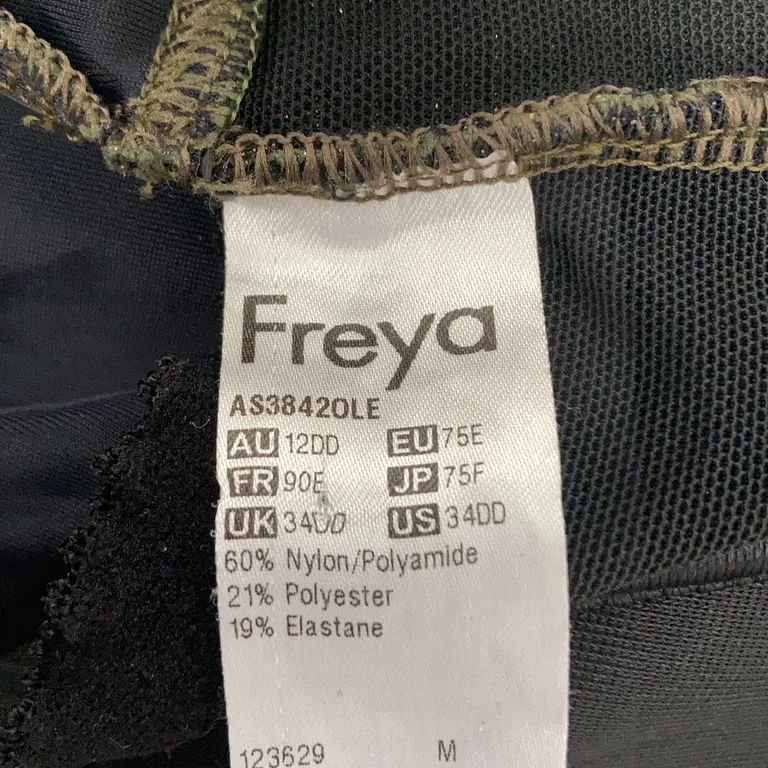 Freya
AS3842OLE
AU 12DD EU 75E
FR 90E JP 75F
UK 34DD US 34DD
60% Nylon/Polyamide
21% Polyester
19% Elastane
123629 M